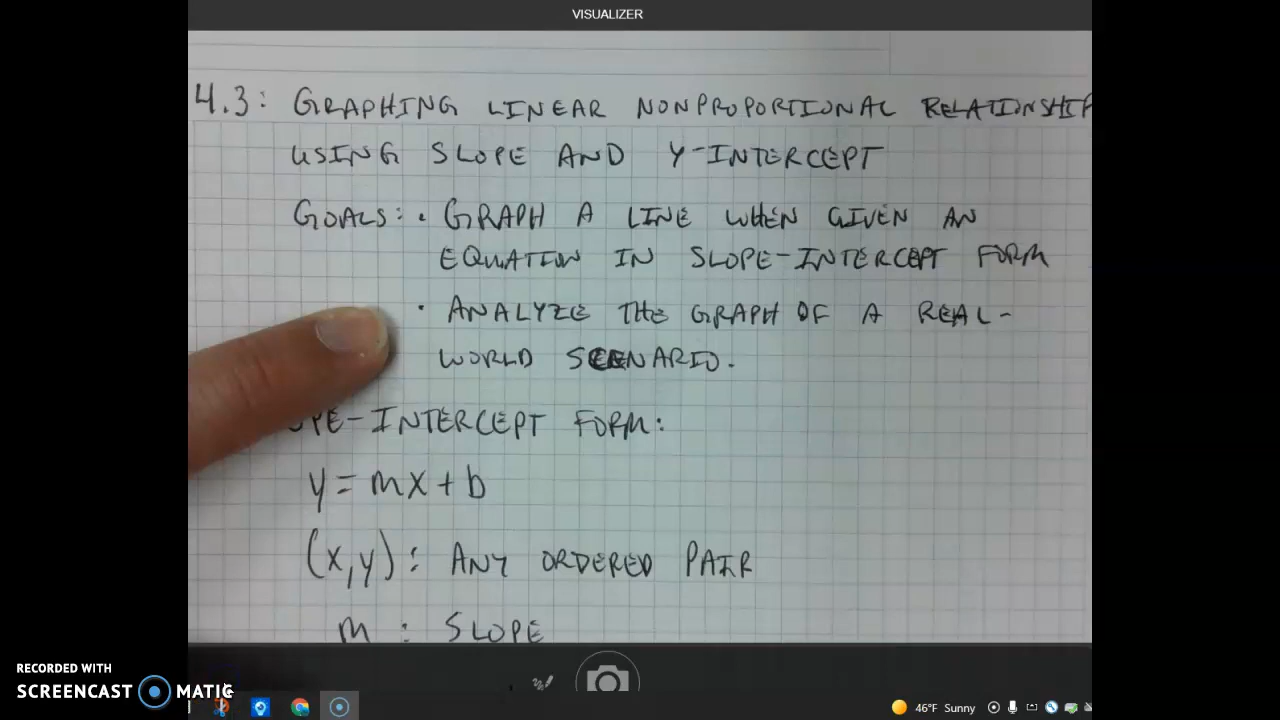 VISUALIZER
4.3: GRAPHING LINEAR NONPROPORTIONAL RELATIONSHIP
USING SLOPE AND Y-INTERCEPT
GOALS: • GRAPH A LINE WHEN GIVEN AN
EQUATION IN SLOPE-INTERCEPT FORM
• ANALYZE THE GRAPH OF A REAL-
WORLD SCENARIO.
OPE-INTERCEPT FORM:
y = mx + b
(x,y): ANY ORDERED PAIR
m : SLOPE
RECORDED WITH
SCREENCAST MATIC
46°F Sunny